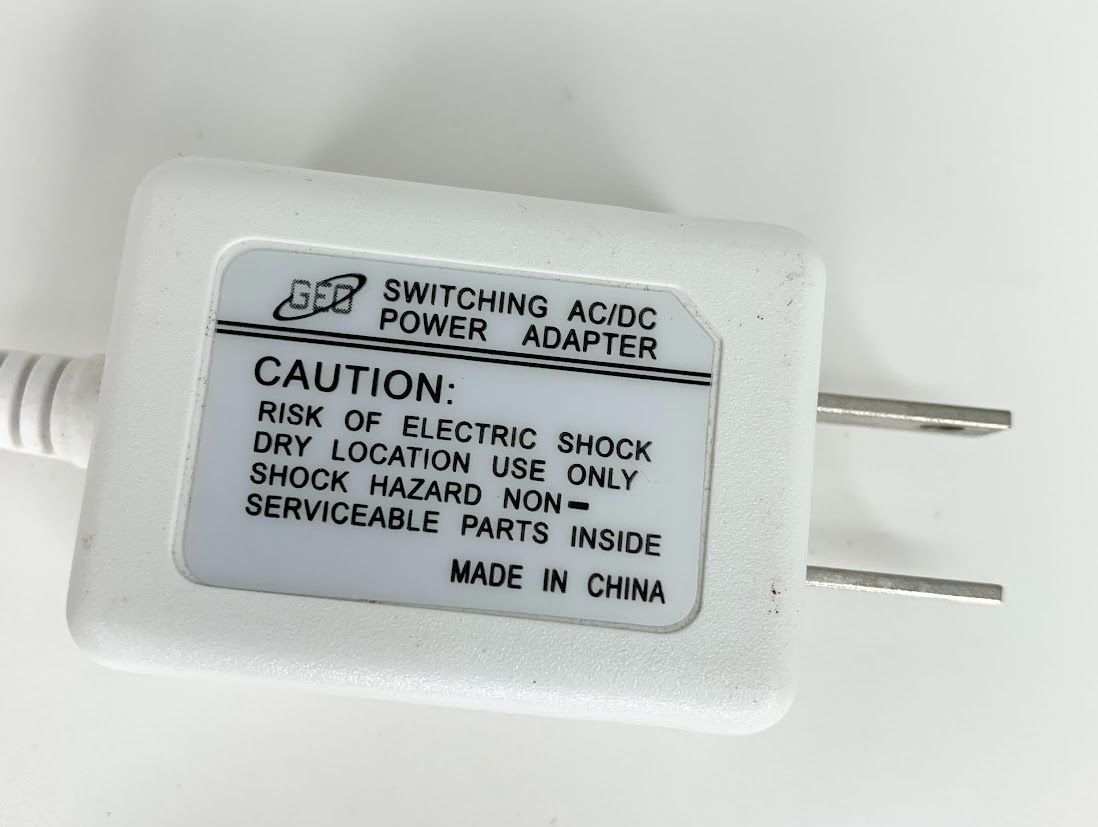 GEO SWITCHING AC/DC
POWER ADAPTER
CAUTION:
RISK OF ELECTRIC SHOCK
DRY LOCATION USE ONLY
SHOCK HAZARD NON-
SERVICEABLE PARTS INSIDE
MADE IN CHINA